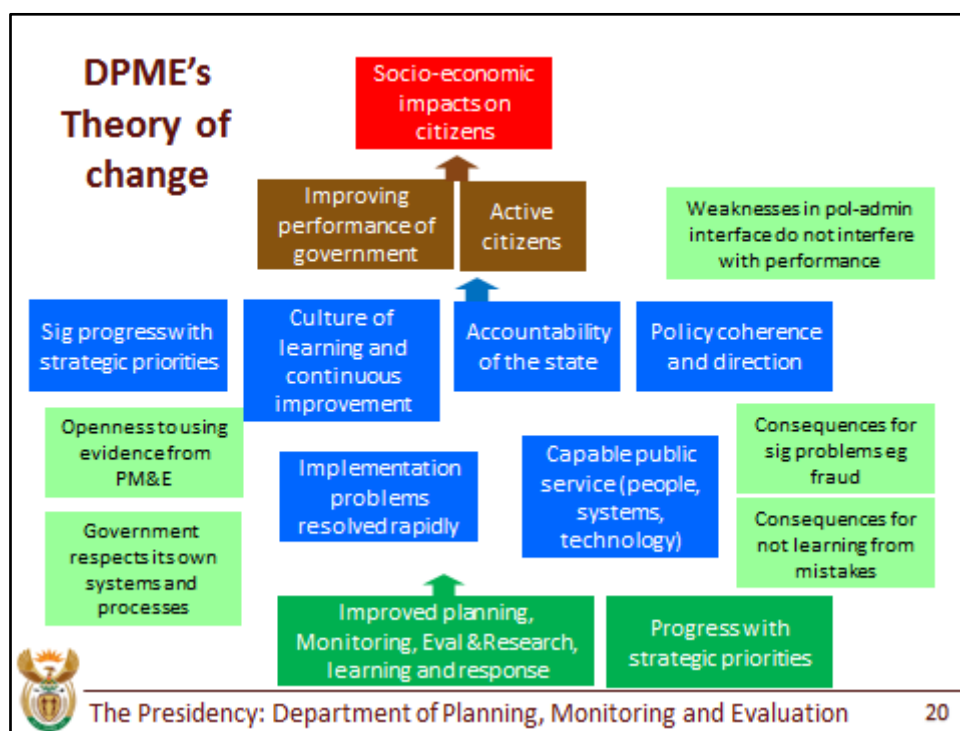 DPME's
Theory of
change
Socio-economic
impacts on
citizens
Improving
performance of
government
Active
citizens
Weaknesses in pol-admin
interface do not interfere
with performance
Sig progress with
strategic priorities
Culture of
learning and
continuous
improvement
Accountability
of the state
Policy coherence
and direction
Openness to using
evidence from
PM&E
Implementation
problems
resolved rapidly
Capable public
service (people,
systems,
technology)
Consequences for
sig problems eg
fraud
Government
respects its own
systems and
processes
Consequences for
not learning from
mistakes
Improved planning,
Monitoring, Eval &Research,
learning and response
Progress with
strategic priorities
The Presidency: Department of Planning, Monitoring and Evaluation 20